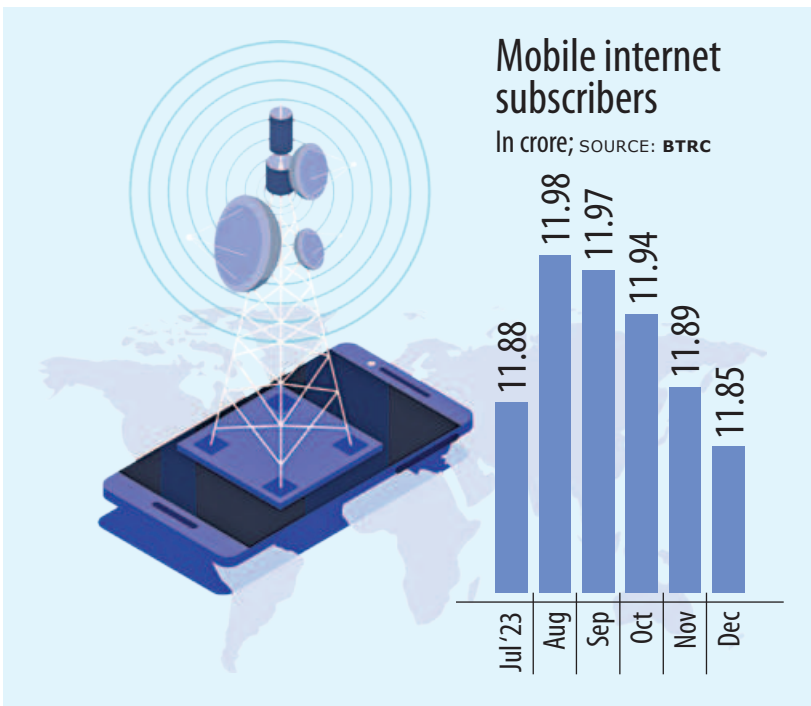 Mobile internet
subscribers
In crore; SOURCE: BTRC
11.88
11.98
11.97
11.94
11.89
11.85
Jul ‘23
Aug
Sep
Oct
Nov
Dec